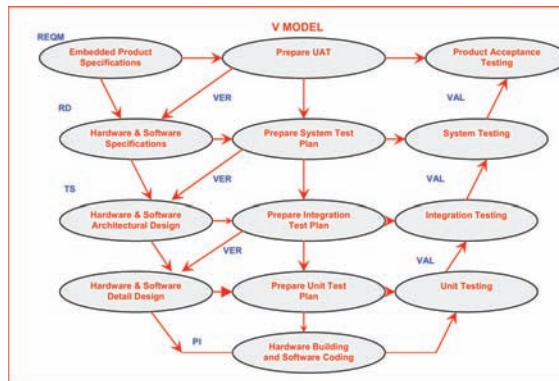 V MODEL
REQM
Embedded Product
Specifications
Prepare UAT
Product Acceptance
Testing
VER
VAL
RD
Hardware & Software
Specifications
Prepare System Test
Plan
System Testing
VER
VAL
TS
Hardware & Software
Architectural Design
Prepare Integration
Test Plan
Integration Testing
VER
VAL
Hardware & Software
Detail Design
Prepare Unit Test
Plan
Unit Testing
PI
Hardware Building
and Software Coding